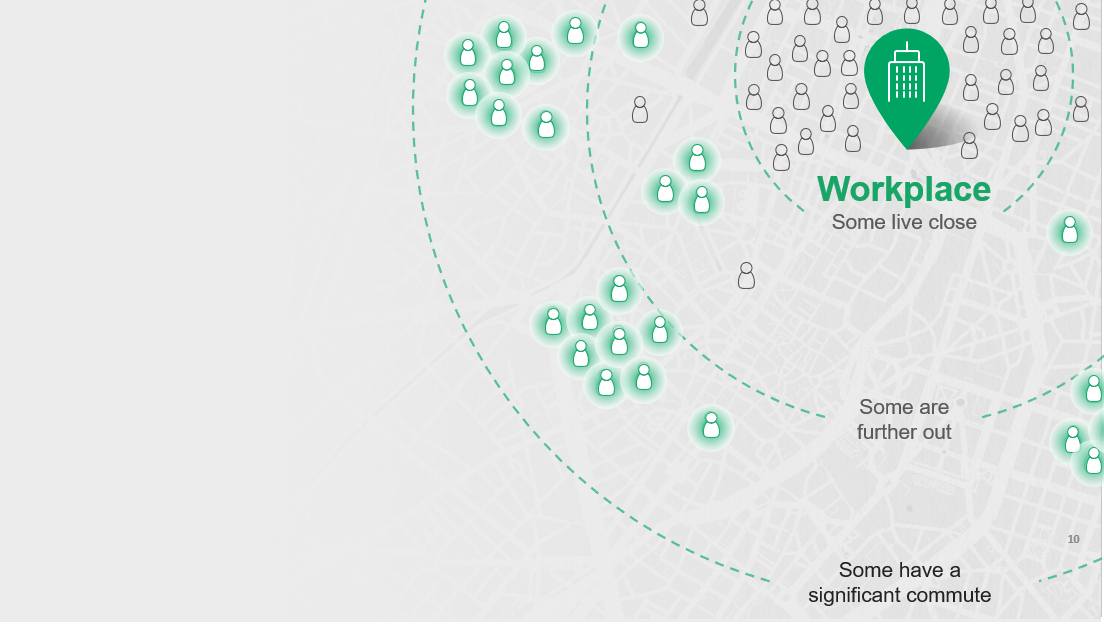 Workplace
Some live close
Some are
further out
10
Some have a
significant commute